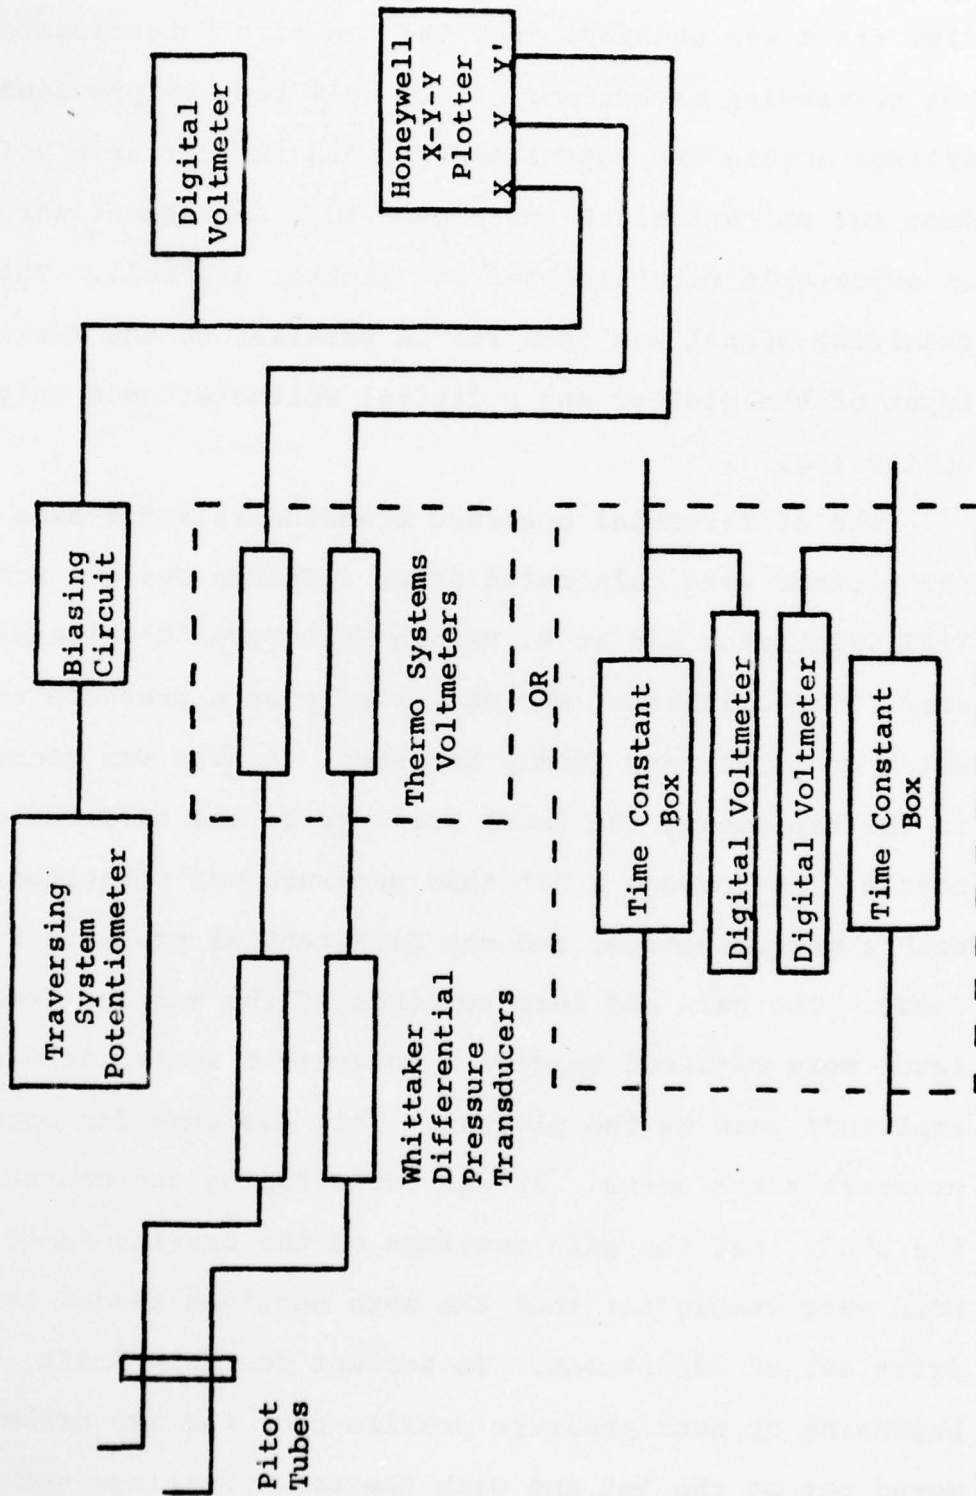 Traversing
System
Potentiometer
Biasing
Circuit
Digital
Voltmeter
Honeywell
X-Y-Y
Plotter
X Y Y'
Pitot
Tubes
Whittaker
Differential
Pressure
Transducers
Thermo Systems
Voltmeters
OR
Time Constant
Box
Digital Voltmeter
Digital Voltmeter
Time Constant
Box